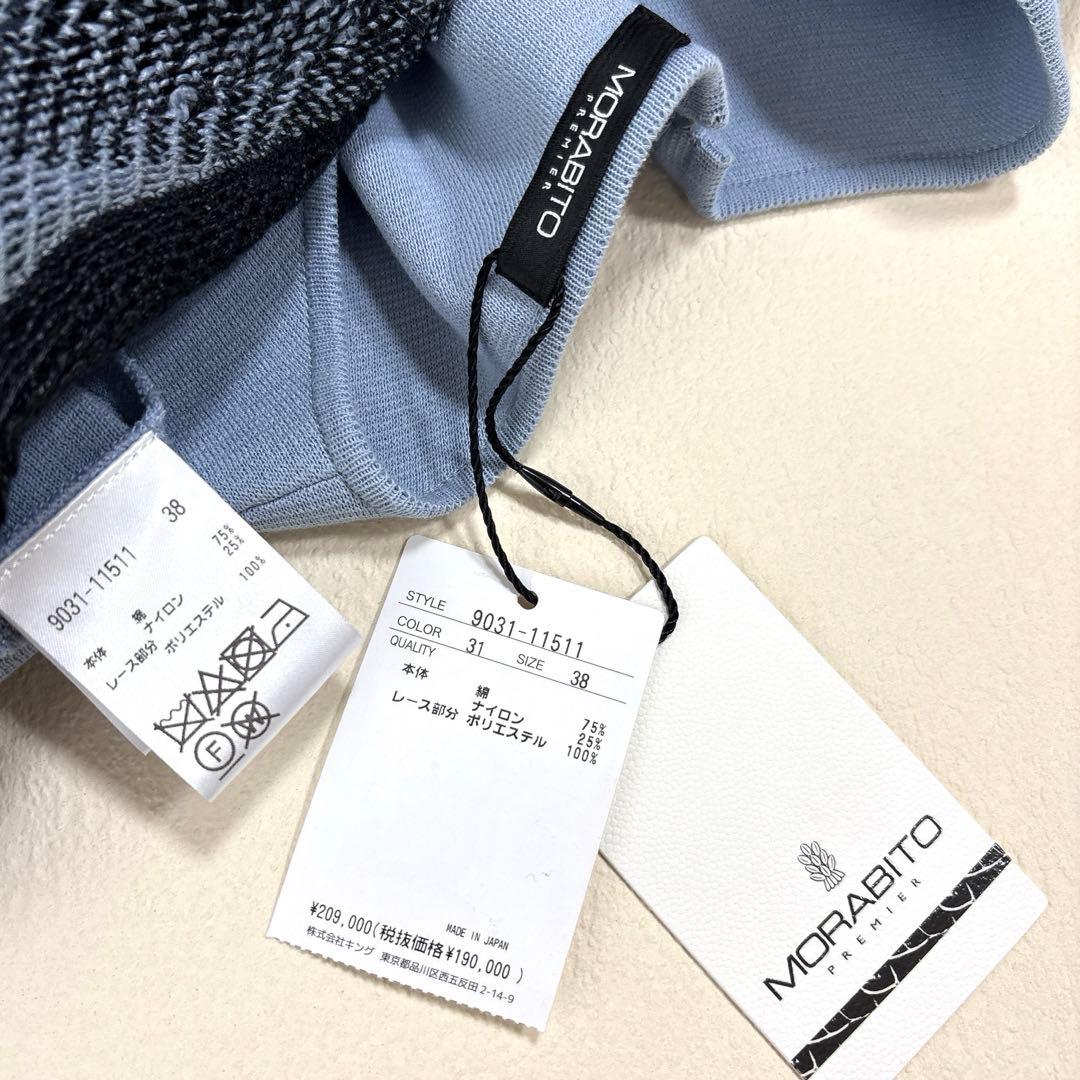 MORABITO
PREMIER
38
9031-11511
本体 綿 75%
ナイロン 25%
レース部分 ポリエステル 100%
F
W
STYLE 9031-11511
COLOR 31 SIZE 38
QUALITY
本体 綿 75%
ナイロン 25%
レース部分 ポリエステル 100%
MADE IN JAPAN
¥209,000(税抜価格¥190,000)
株式会社キング 東京都品川区西五反田2-14-9
MORABITO
PREMIER